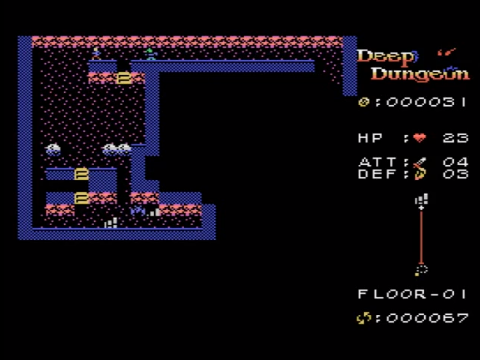 Deep
Dungeon
:000031
HP :♥ 23
ATT: 04
DEF: 03
FLOOR-01
:000067